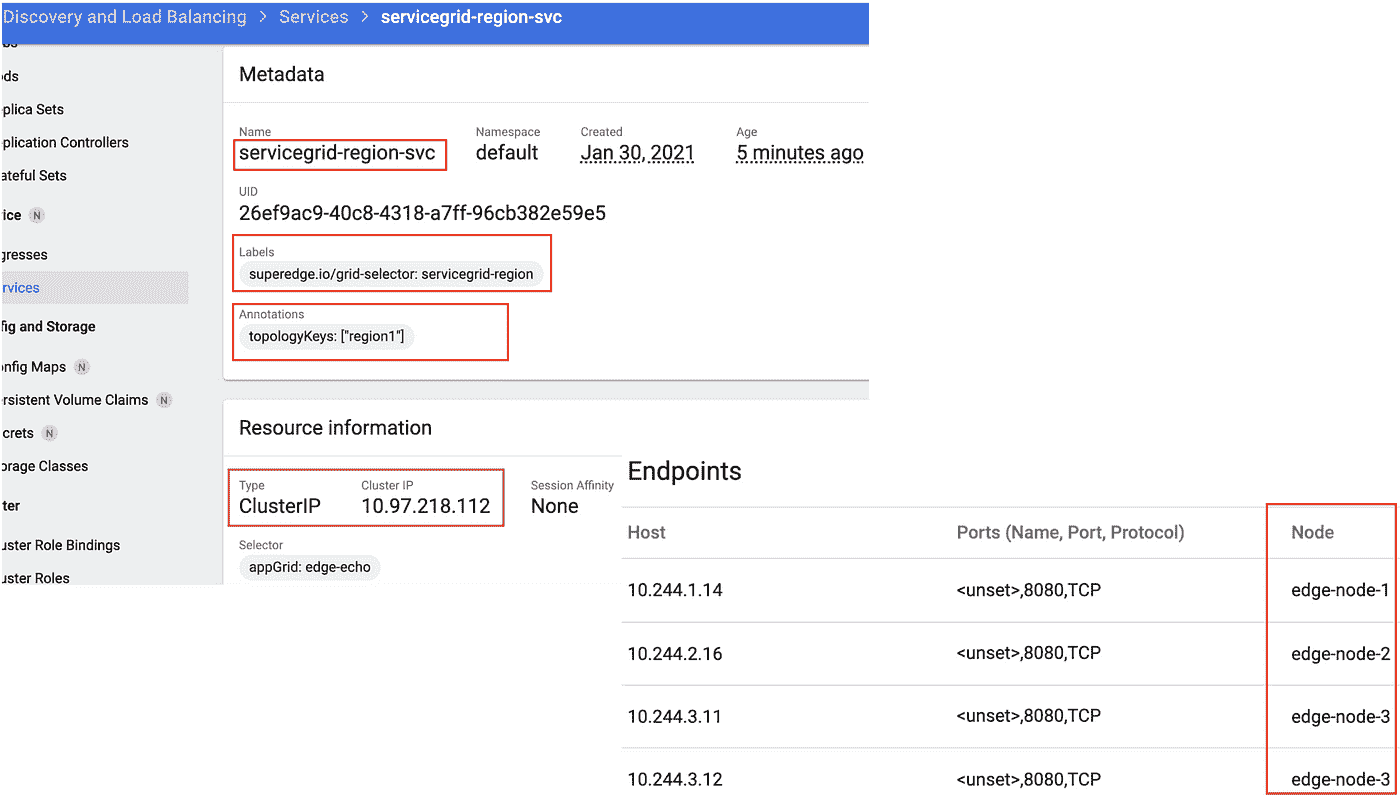 Discovery and Load Balancing > Services > servicegrid-region-svc
ods
plica Sets
plication Controllers
ateful Sets
vice N
gresses
rvices
fig and Storage
onfig Maps N
ersistent Volume Claims N
crets N
orage Classes
ter
uster Role Bindings
uster Roles
Metadata
Name Namespace Created Age
servicegrid-region-svc default Jan 30, 2021 5 minutes ago
UID
26ef9ac9-40c8-4318-a7ff-96cb382e59e5
Labels
superedge.io/grid-selector: servicegrid-region
Annotations
topologyKeys: ["region1"]
Resource information
Type Cluster IP Session Affinity
ClusterIP 10.97.218.112 None
Selector
appGrid: edge-echo
Endpoints
Host Ports (Name, Port, Protocol) Node
10.244.1.14 <unset>,8080,TCP edge-node-1
10.244.2.16 <unset>,8080,TCP edge-node-2
10.244.3.11 <unset>,8080,TCP edge-node-3
10.244.3.12 <unset>,8080,TCP edge-node-3